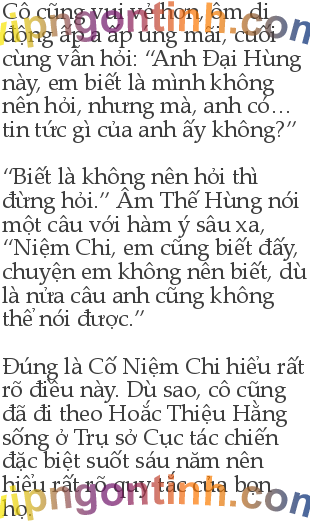 Cô cũng vui vẻ hơn, ôm di
động ấp a ấp úng mãi, cuối
cùng vẫn hỏi: “Anh Đại Hùng
này, em biết là mình không
nên hỏi, nhưng mà, anh có…
tin tức gì của anh ấy không?”
“Biết là không nên hỏi thì
đừng hỏi.” Âm Thế Hùng nói
một câu với hàm ý sâu xa,
“Niệm Chi, em cũng biết đấy,
chuyện em không nên biết, dù
là nửa câu anh cũng không
thể nói được.”
Đúng là Cố Niệm Chi hiểu rất
rõ điều này. Dù sao, cô cũng
đã đi theo Hoắc Thiệu Hằng
sống ở Trụ sở Cục tác chiến
đặc biệt suốt sáu năm nên
hiểu rất rõ quy tắc của bọn
họ.